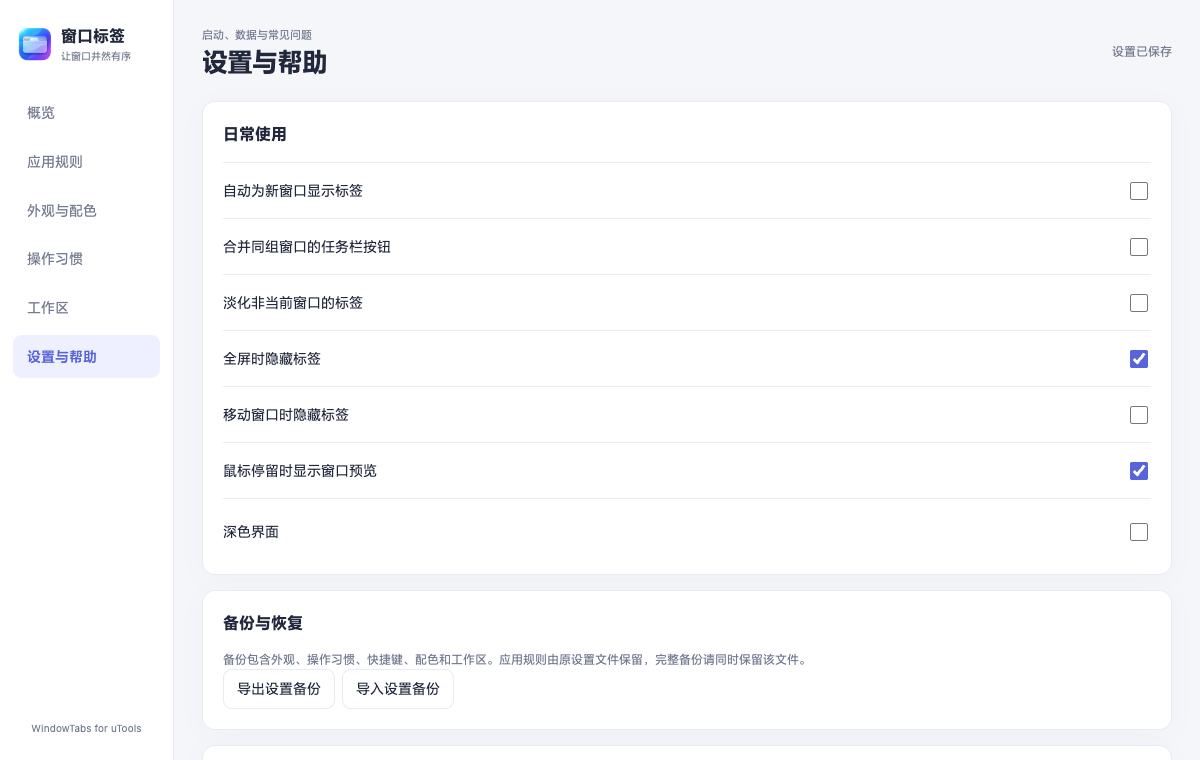 窗口标签
让窗口井然有序
概览
应用规则
外观与配色
操作习惯
工作区
设置与帮助
WindowTabs for uTools
启动、数据与常见问题
设置与帮助
设置已保存
日常使用
自动为新窗口显示标签
合并同组窗口的任务栏按钮
淡化非当前窗口的标签
全屏时隐藏标签
移动窗口时隐藏标签
鼠标停留时显示窗口预览
深色界面
备份与恢复
备份包含外观、操作习惯、快捷键、配色和工作区。应用规则由原设置文件保留，完整备份请同时保留该文件。
导出设置备份
导入设置备份